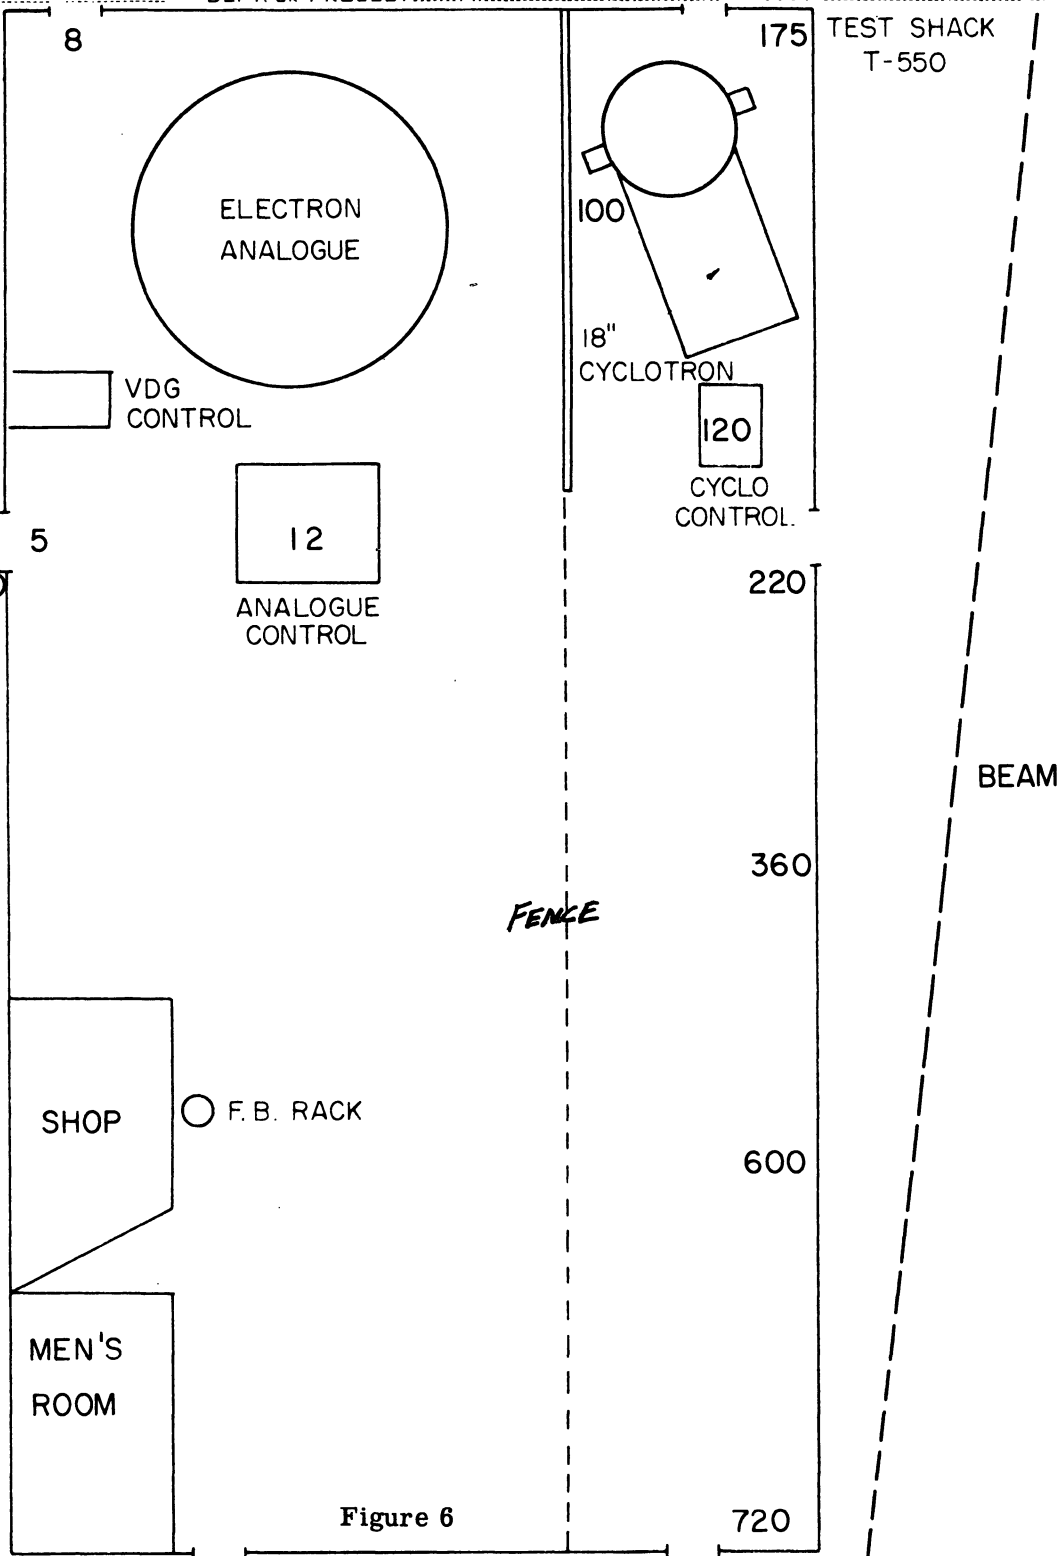 8
175
TEST SHACK
T-550
ELECTRON
ANALOGUE
100
18"
CYCLOTRON
VDG
CONTROL
120
CYCLO
CONTROL.
12
5
ANALOGUE
CONTROL
220
BEAM
360
FENCE
SHOP
F.B. RACK
600
MEN'S
ROOM
Figure 6
720